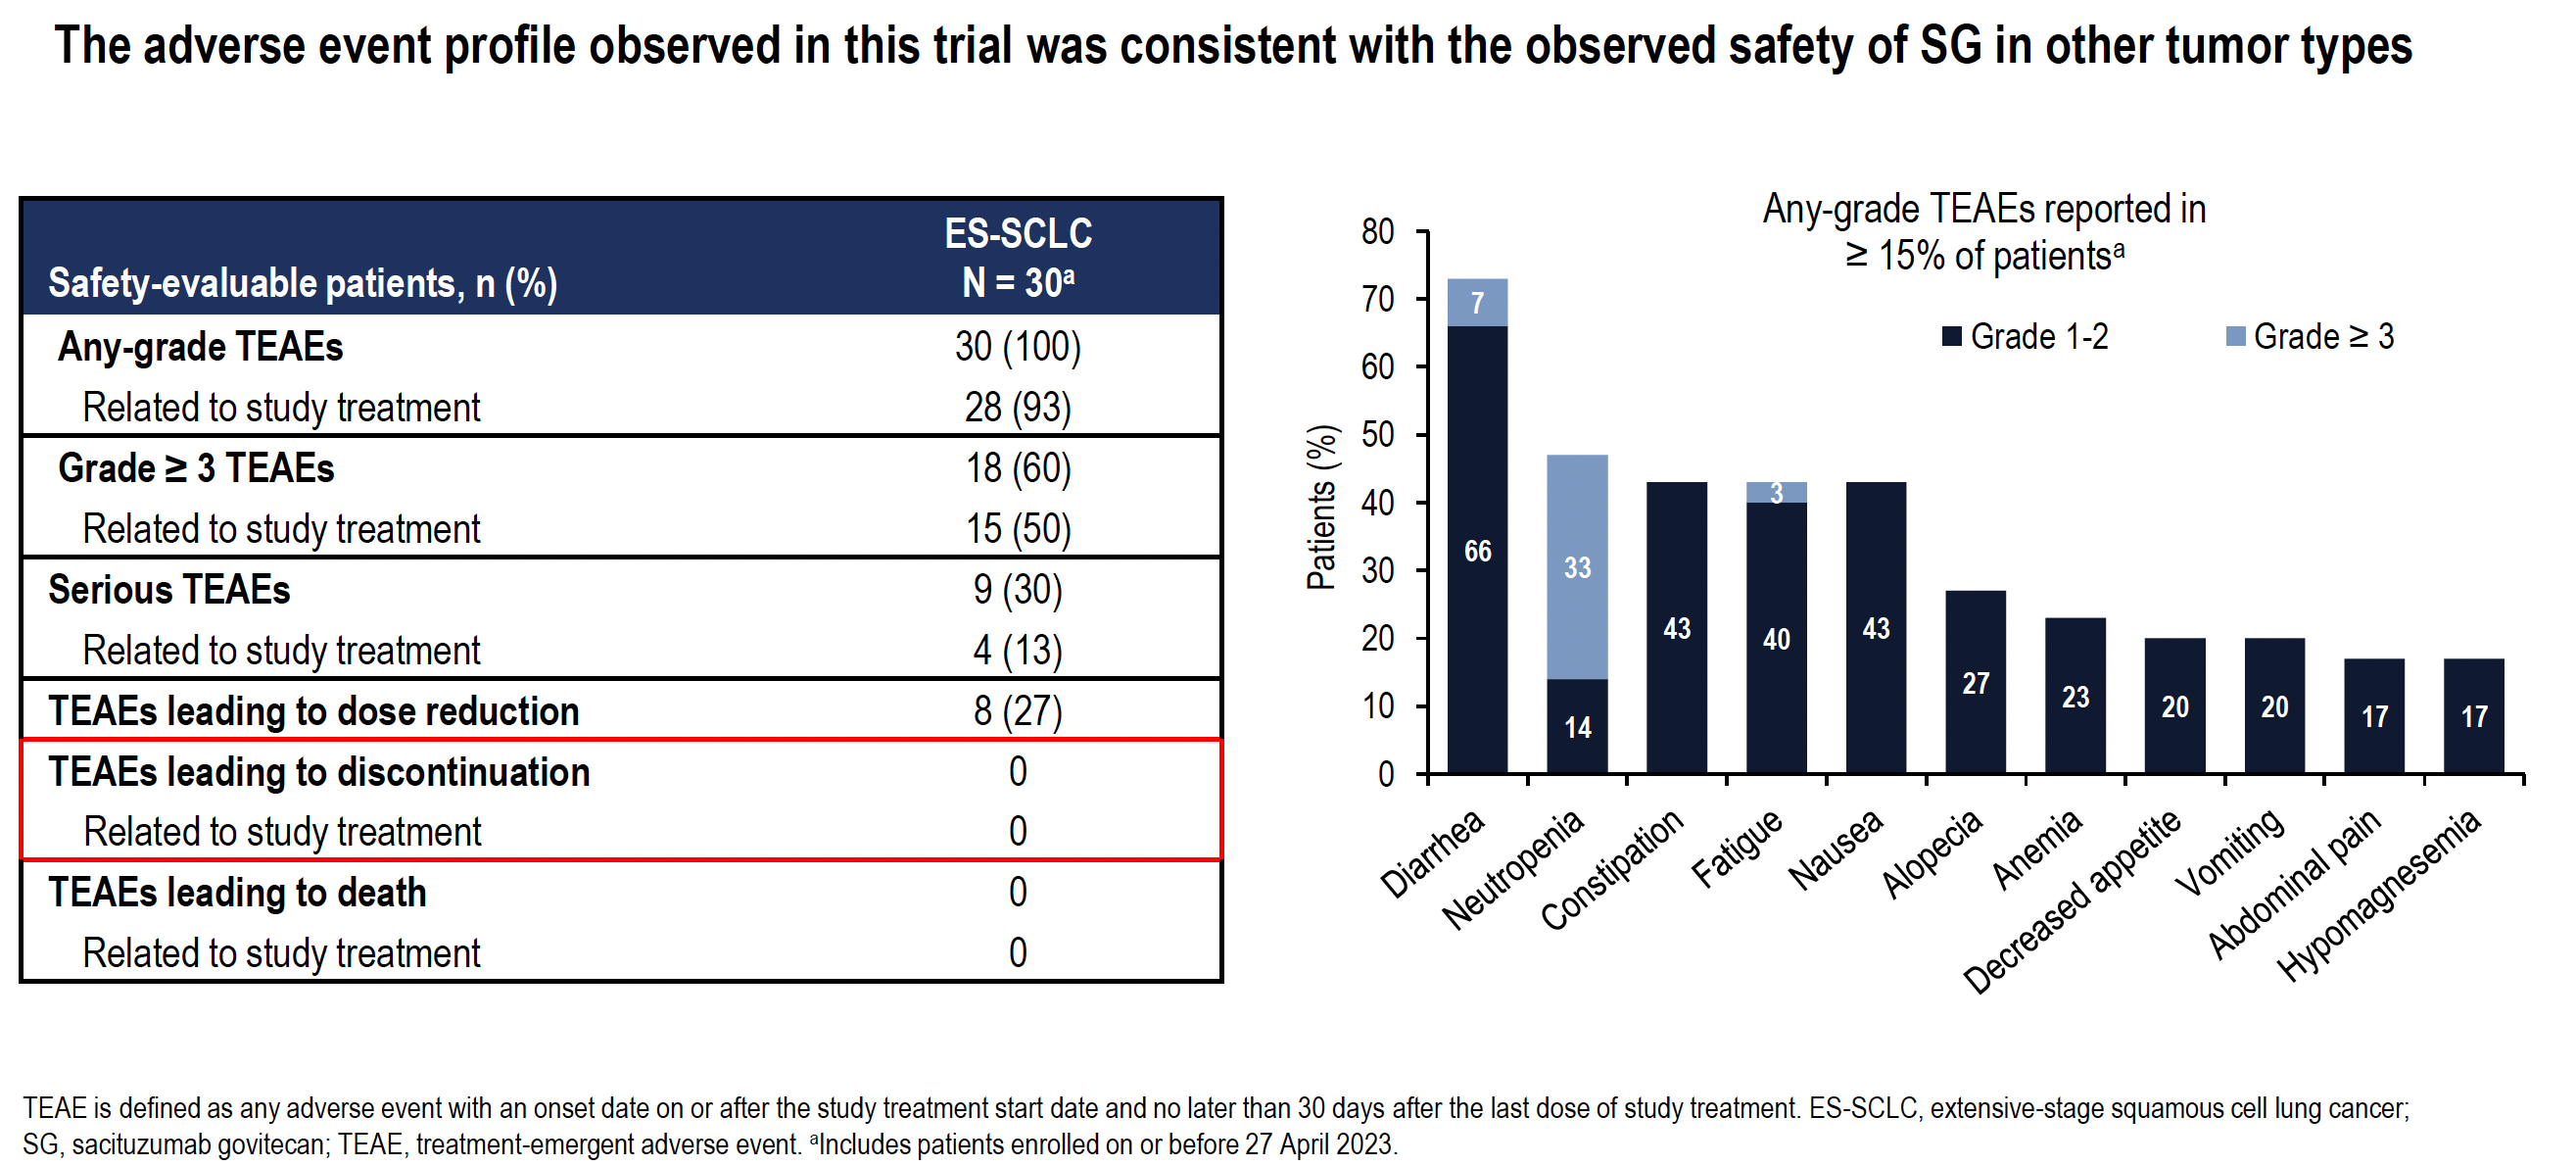 The adverse event profile observed in this trial was consistent with the observed safety of SG in other tumor types
Safety-evaluable patients, n (%)
ES-SCLC
N = 30ᵃ
Any-grade TEAEs 30 (100)
Related to study treatment 28 (93)
Grade ≥ 3 TEAEs 18 (60)
Related to study treatment 15 (50)
Serious TEAEs 9 (30)
Related to study treatment 4 (13)
TEAEs leading to dose reduction 8 (27)
TEAEs leading to discontinuation 0
Related to study treatment 0
TEAEs leading to death 0
Related to study treatment 0
Any-grade TEAEs reported in
≥ 15% of patientsᵃ
Grade 1-2 Grade ≥ 3
Patients (%)
80
70
60
50
40
30
20
10
0
7
66
33
14
43
3
40
43
27
23
20
20
17
17
Diarrhea
Neutropenia
Constipation
Fatigue
Nausea
Alopecia
Anemia
Decreased appetite
Vomiting
Abdominal pain
Hypomagnesemia
TEAE is defined as any adverse event with an onset date on or after the study treatment start date and no later than 30 days after the last dose of study treatment. ES-SCLC, extensive-stage squamous cell lung cancer;
SG, sacituzumab govitecan; TEAE, treatment-emergent adverse event. ᵃIncludes patients enrolled on or before 27 April 2023.